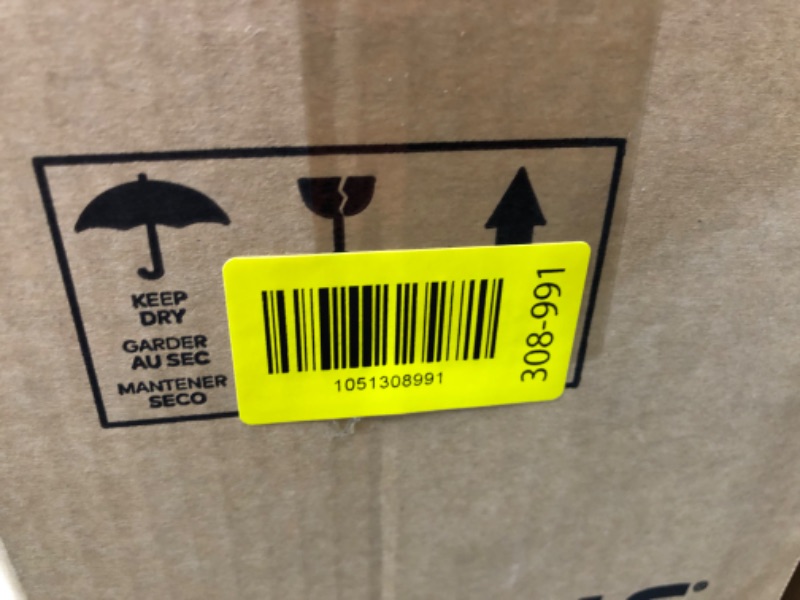 KEEP
DRY
GARDER
AU SEC
MANTENER
SECO
1051308991
308-991